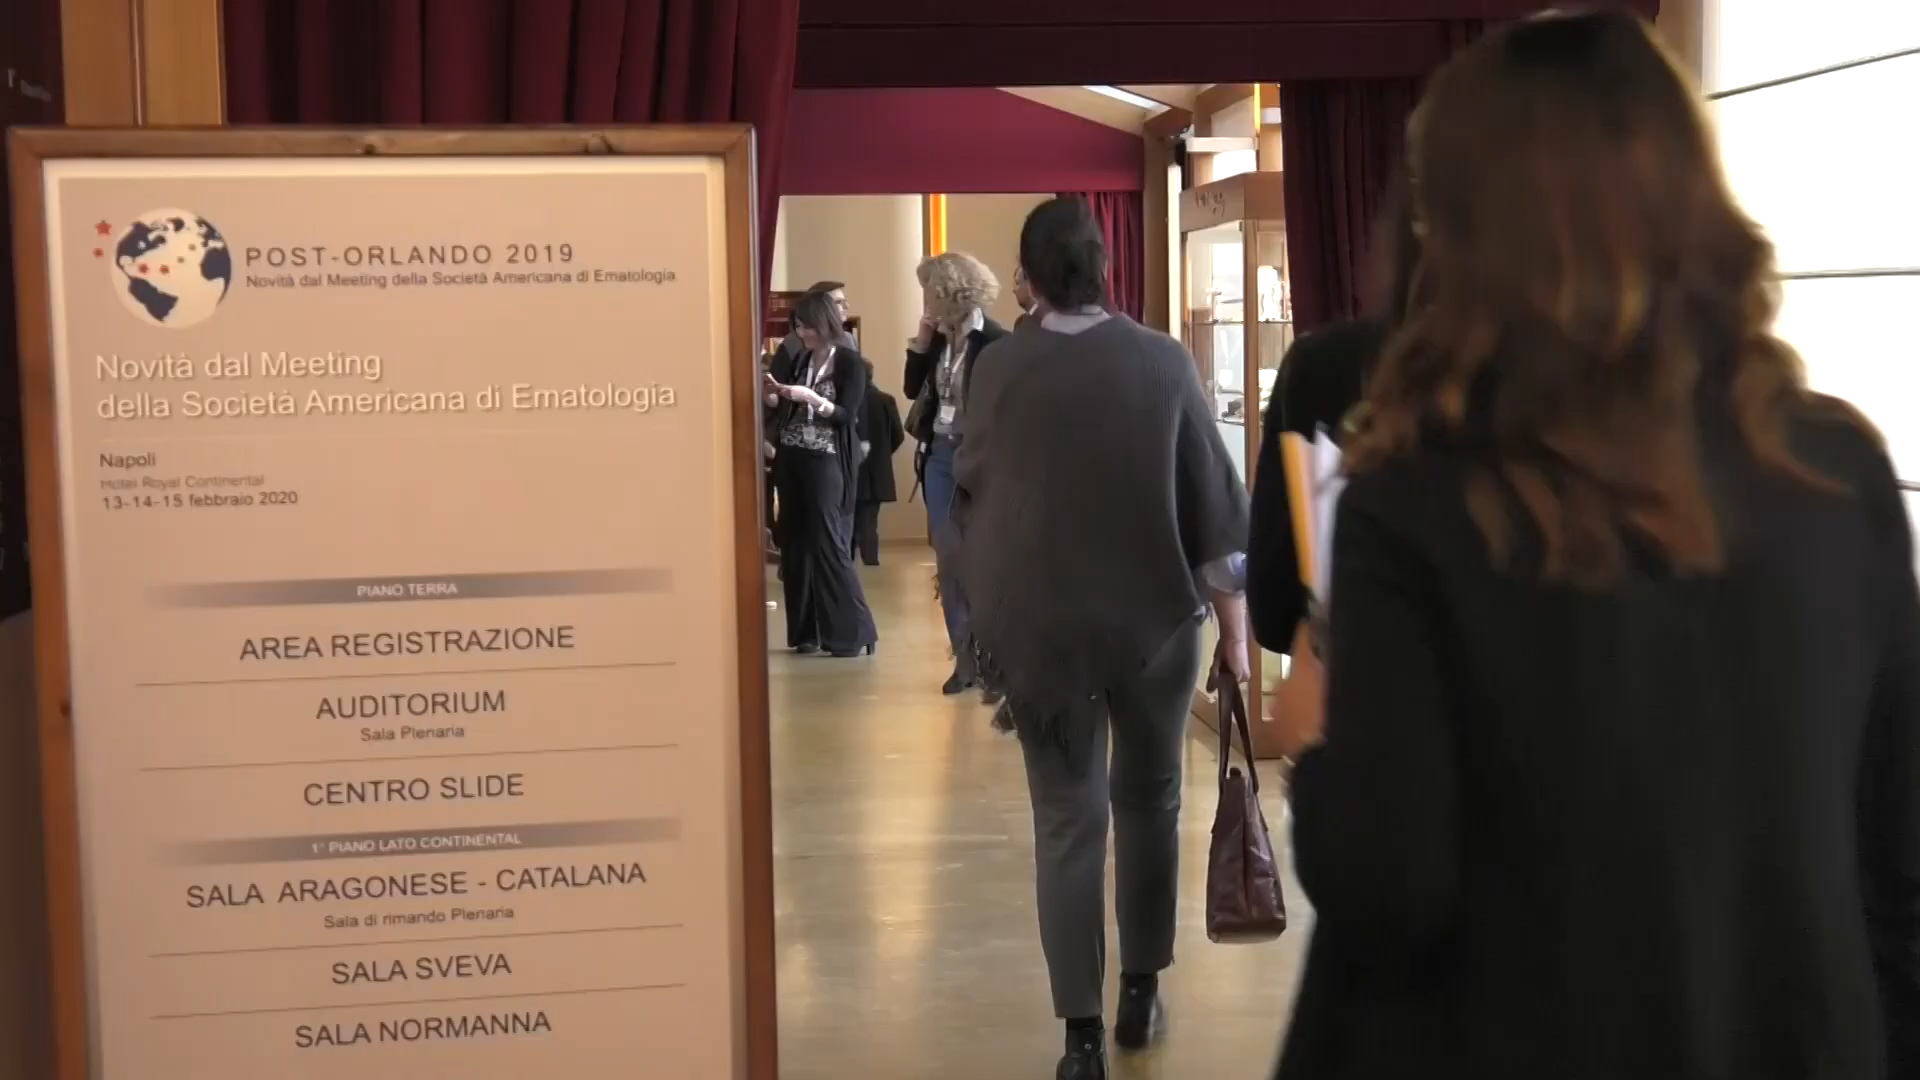 POST-ORLANDO 2019
Novità dal Meeting della Società Americana di Ematologia
Novità dal Meeting
della Società Americana di Ematologia
Napoli
Hotel Royal Continental
13-14-15 febbraio 2020
PIANO TERRA
AREA REGISTRAZIONE
AUDITORIUM
Sala Plenaria
CENTRO SLIDE
1° PIANO LATO CONTINENTAL
SALA ARAGONESE - CATALANA
Sala di rimando Plenaria
SALA SVEVA
SALA NORMANNA